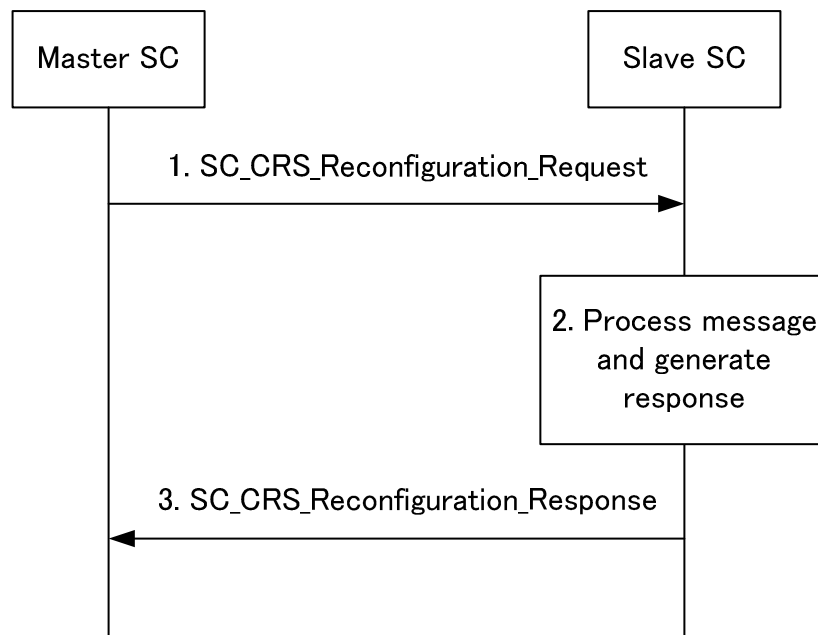 Master SC
Slave SC
1. SC_CRS_Reconfiguration_Request
2. Process message
and generate
response
3. SC_CRS_Reconfiguration_Response